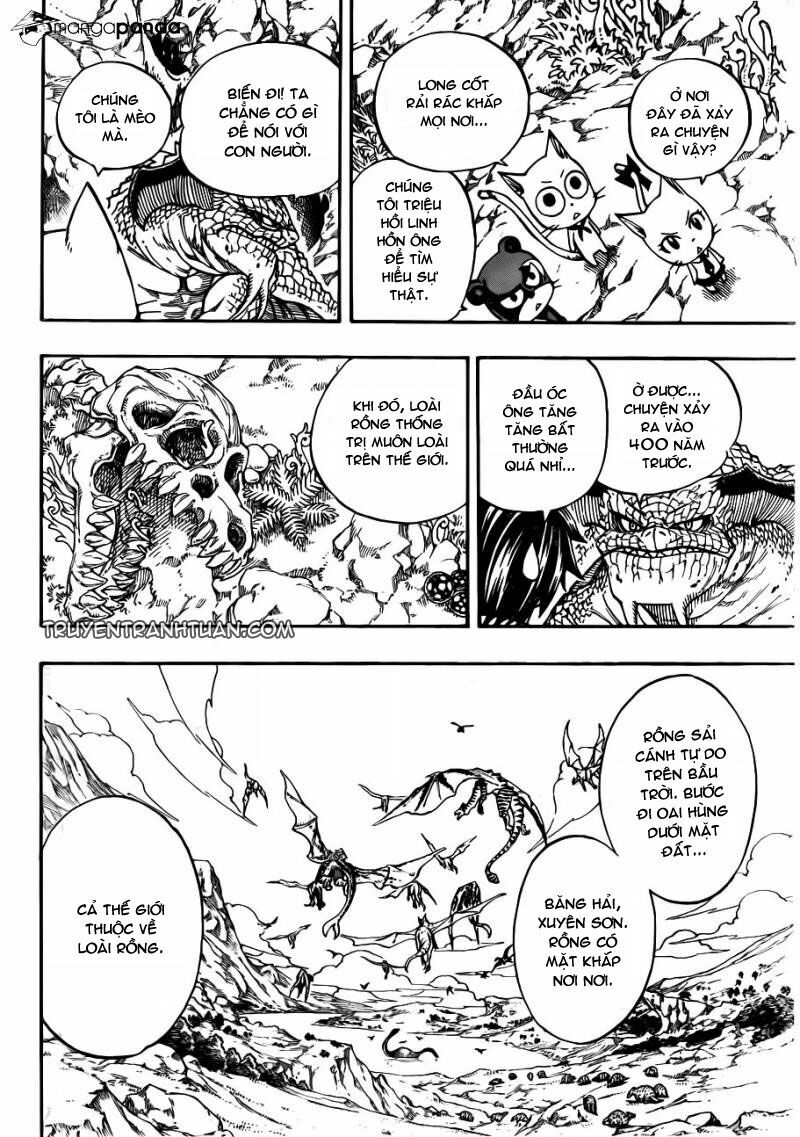 mangapanda
Ở NƠI
ĐÂY ĐÃ XẢY
RA CHUYỆN
GÌ VẬY?
LONG CỐT
RẢI RÁC KHẮP
MỌI NƠI...
CHÚNG
TÔI TRIỆU
HỒI LINH
HỒN ÔNG
ĐỂ TÌM
HIỂU SỰ
THẬT.
BIẾN ĐI! TA
CHẲNG CÓ GÌ
ĐỂ NÓI VỚI
CON NGƯỜI.
CHÚNG
TÔI LÀ MÈO
MÀ.
Ờ ĐƯỢC...
CHUYỆN XẢY
RA VÀO
400 NĂM
TRƯỚC.
ĐẦU ÓC
ÔNG TĂNG
TĂNG BẤT
THƯỜNG
QUÁ NHỈ...
KHI ĐÓ, LOÀI
RỒNG THỐNG
TRỊ MUÔN LOÀI
TRÊN THẾ GIỚI.
TRUYENTRANHTUAN.COM
RỒNG SẢI
CÁNH TỰ DO
TRÊN BẦU
TRỜI. BƯỚC
ĐI OAI HÙNG
DƯỚI MẶT
ĐẤT...
BĂNG HẢI,
XUYÊN SƠN.
RỒNG CÓ
MẶT KHẮP
NƠI NƠI.
CẢ THẾ GIỚI
THUỘC VỀ
LOÀI RỒNG.